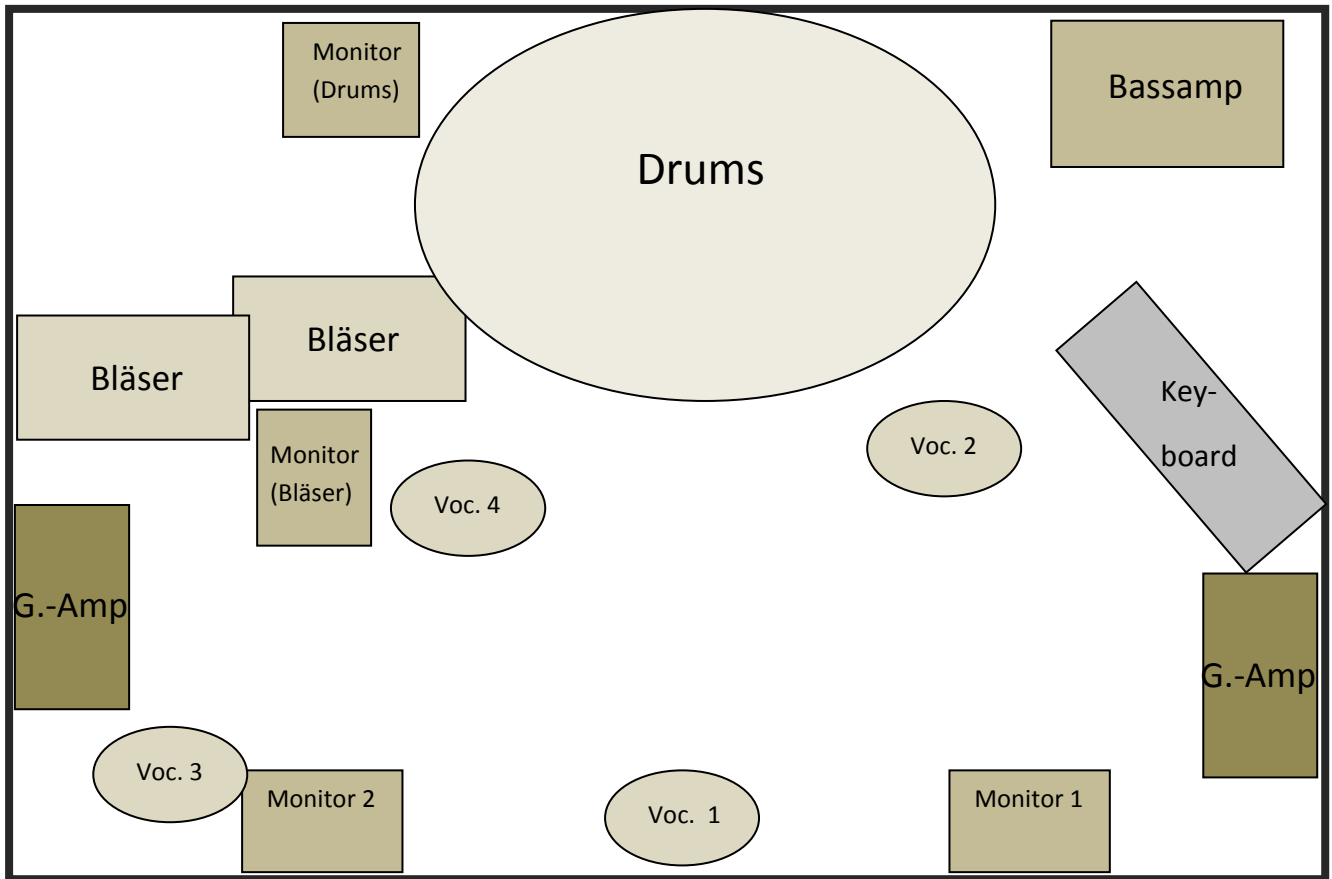 Monitor
(Drums)
Drums
Bassamp
Bläser
Bläser
Key-
board
Monitor
(Bläser)
Voc. 4
Voc. 2
G.-Amp
G.-Amp
Voc. 3
Monitor 2
Voc. 1
Monitor 1